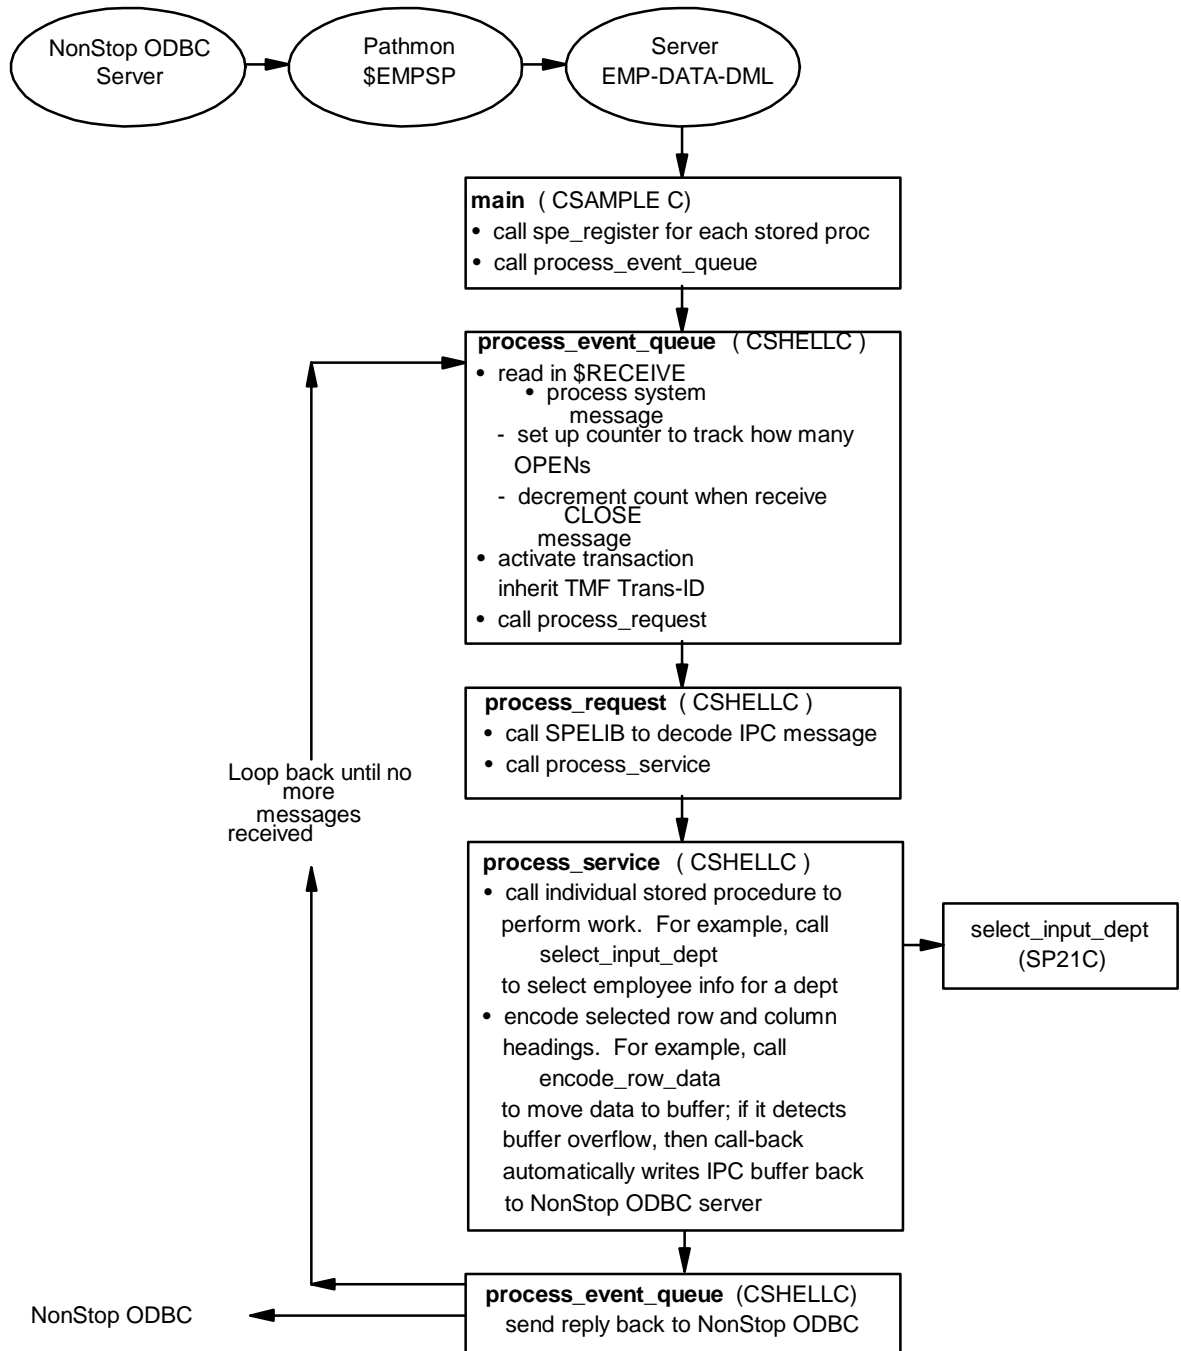 NonStop ODBC
Server
Pathmon
$EMPSP
Server
EMP-DATA-DML
main ( CSAMPLE C)
• call spe_register for each stored proc
• call process_event_queue
process_event_queue ( CSHELLC )
• read in $RECEIVE
• process system
message
- set up counter to track how many
OPENs
- decrement count when receive
CLOSE
message
• activate transaction
inherit TMF Trans-ID
• call process_request
process_request ( CSHELLC )
• call SPELIB to decode IPC message
• call process_service
Loop back until no
more
messages
received
process_service ( CSHELLC )
• call individual stored procedure to
perform work. For example, call
select_input_dept
to select employee info for a dept
• encode selected row and column
headings. For example, call
encode_row_data
to move data to buffer; if it detects
buffer overflow, then call-back
automatically writes IPC buffer back
to NonStop ODBC server
select_input_dept
(SP21C)
process_event_queue (CSHELLC)
send reply back to NonStop ODBC
NonStop ODBC